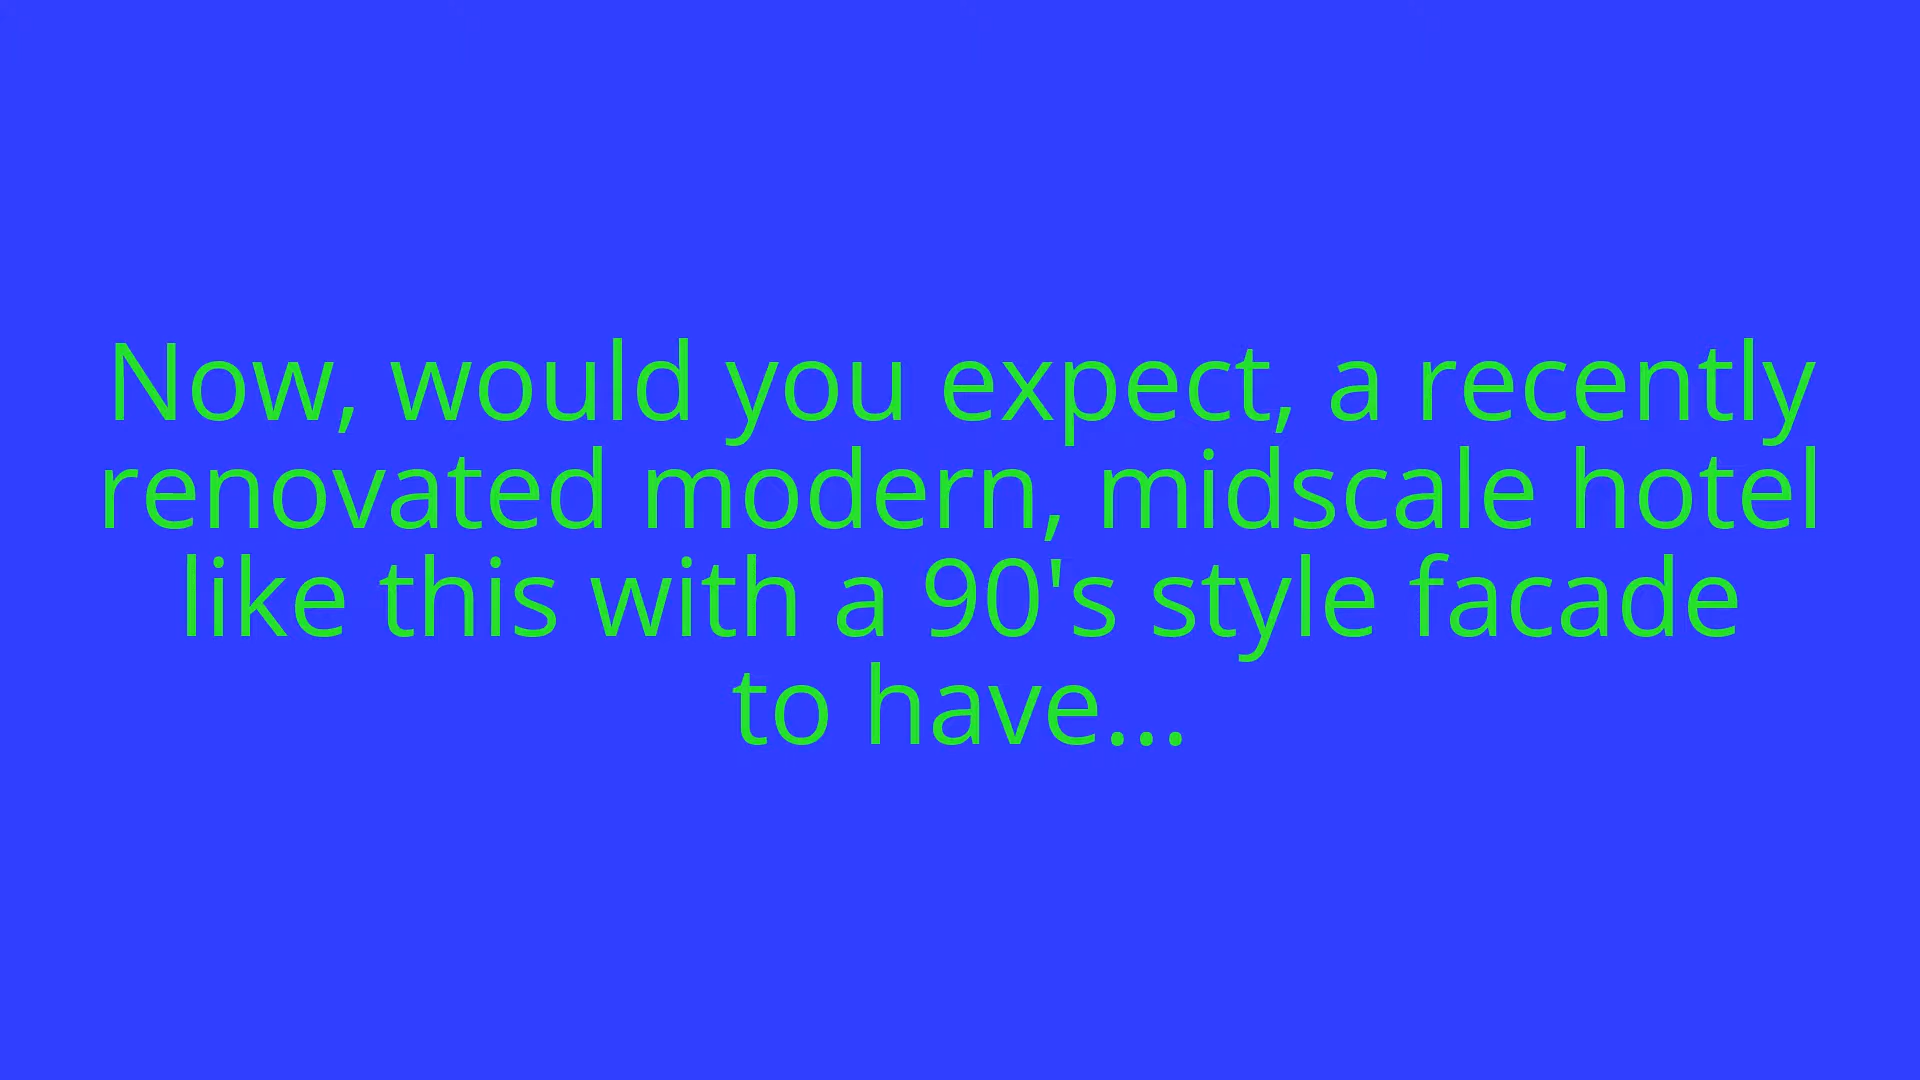 Now, would you expect, a recently
renovated modern, midscale hotel
like this with a 90's style facade
to have...